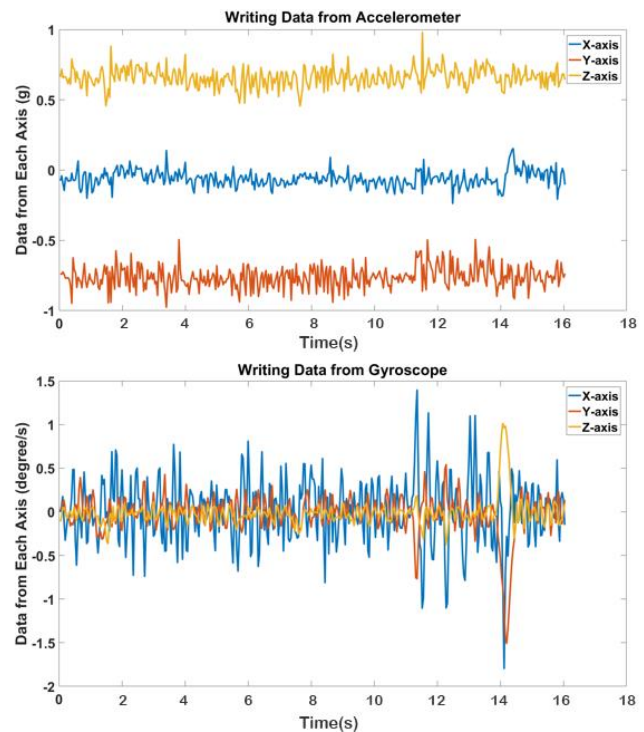 Writing Data from Accelerometer
Data from Each Axis (g)
1
0.5
0
-0.5
-1
X-axis
Y-axis
Z-axis
0 2 4 6 8 10 12 14 16 18
Time(s)
Writing Data from Gyroscope
Data from Each Axis (degree/s)
1.5
1
0.5
0
-0.5
-1
-1.5
-2
X-axis
Y-axis
Z-axis
0 2 4 6 8 10 12 14 16 18
Time(s)